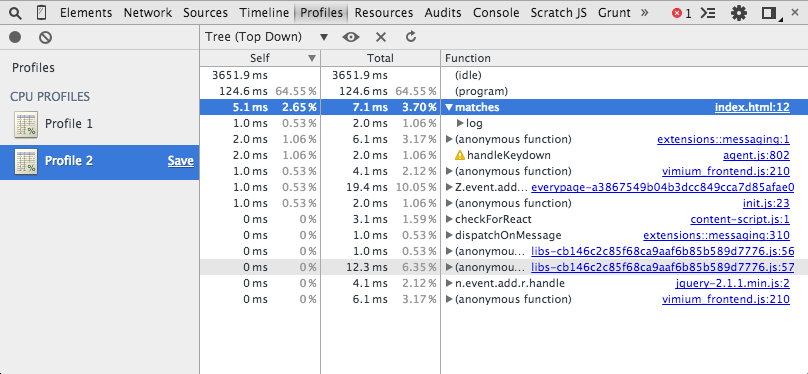 Elements Network Sources Timeline Profiles Resources Audits Console Scratch JS Grunt » 1
Tree (Top Down) ▼
Profiles
CPU PROFILES
Profile 1
Profile 2 Save
Self ▼ Total Function
3651.9 ms 3651.9 ms (idle)
124.6 ms 64.55 % 124.6 ms 64.55 % (program)
5.1 ms 2.65 % 7.1 ms 3.70 % ▼matches index.html:12
1.0 ms 0.53 % 2.0 ms 1.06 % ▶log
2.0 ms 1.06 % 6.1 ms 3.17 % ▶(anonymous function) extensions::messaging:1
2.0 ms 1.06 % 2.0 ms 1.06 % handleKeydown agent.js:802
1.0 ms 0.53 % 4.1 ms 2.12 % ▶(anonymous function) vimium_frontend.js:210
1.0 ms 0.53 % 19.4 ms 10.05 % ▶Z.event.add... everypage-a3867549b04b3dcc849cca7d85afae0
1.0 ms 0.53 % 2.0 ms 1.06 % ▶(anonymous function) init.js:23
0 ms 0 % 3.1 ms 1.59 % ▶checkForReact content-script.js:1
0 ms 0 % 1.0 ms 0.53 % ▶dispatchOnMessage extensions::messaging:310
0 ms 0 % 1.0 ms 0.53 % ▶(anonymou... libs-cb146c2c85f68ca9aaf6b85b589d7776.js:56
0 ms 0 % 12.3 ms 6.35 % ▶(anonymou... libs-cb146c2c85f68ca9aaf6b85b589d7776.js:57
0 ms 0 % 4.1 ms 2.12 % ▶n.event.add.r.handle jquery-2.1.1.min.js:2
0 ms 0 % 6.1 ms 3.17 % ▶(anonymous function) vimium_frontend.js:210